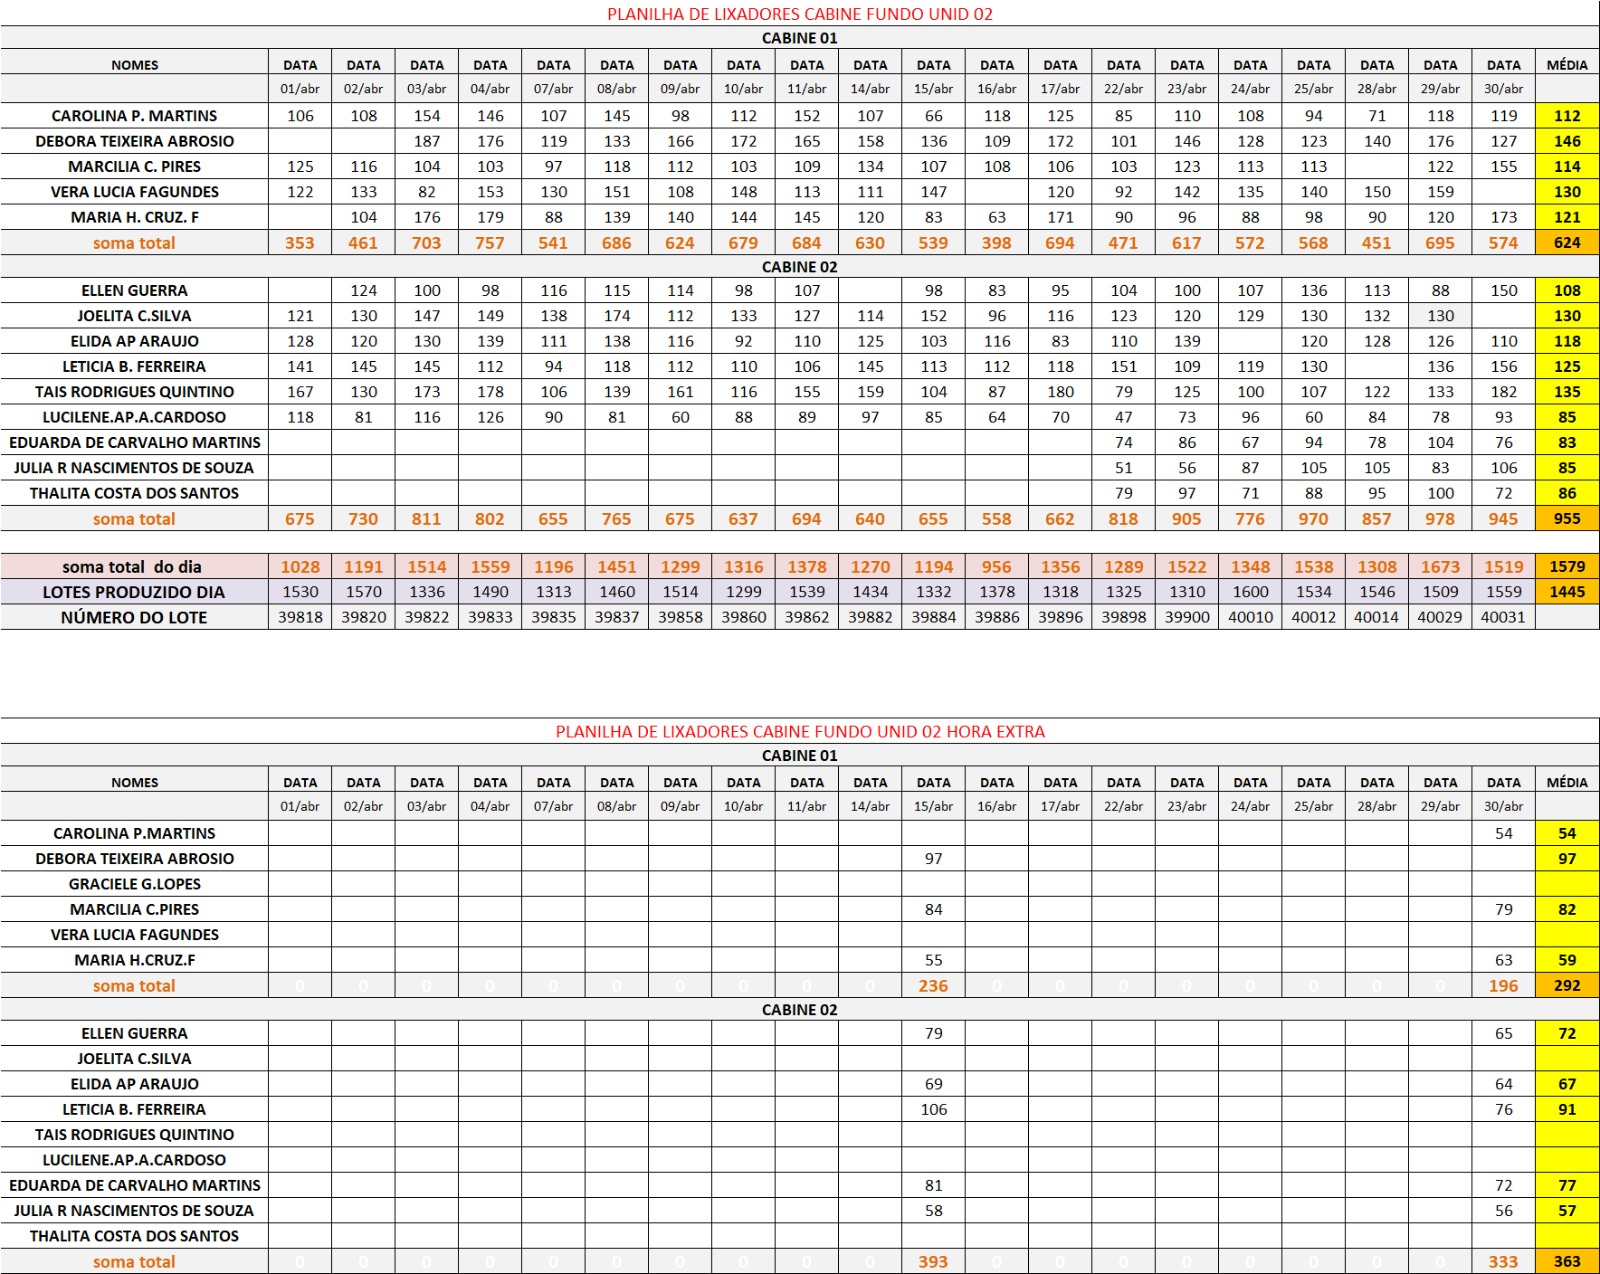 PLANILHA DE LIXADORES CABINE FUNDO UNID 02
CABINE 01
NOMES DATA DATA DATA DATA DATA DATA DATA DATA DATA DATA DATA DATA DATA DATA DATA DATA DATA DATA DATA DATA MÉDIA
01/abr 02/abr 03/abr 04/abr 07/abr 08/abr 09/abr 10/abr 11/abr 14/abr 15/abr 16/abr 17/abr 22/abr 23/abr 24/abr 25/abr 28/abr 29/abr 30/abr
CAROLINA P. MARTINS 106 108 154 146 107 145 98 112 152 107 66 118 125 85 110 108 94 71 118 119 112
DEBORA TEIXEIRA ABROSIO 187 176 119 133 166 172 165 158 136 109 172 101 146 128 123 140 176 127 146
MARCILIA C. PIRES 125 116 104 103 97 118 112 103 109 134 107 108 106 103 123 113 113 122 155 114
VERA LUCIA FAGUNDES 122 133 82 153 130 151 108 148 113 111 147 120 92 142 135 140 150 159 130
MARIA H. CRUZ. F 104 176 179 88 139 140 144 145 120 83 63 171 90 96 88 98 90 120 173 121
soma total 353 461 703 757 541 686 624 679 684 630 539 398 694 471 617 572 568 451 695 574 624
CABINE 02
ELLEN GUERRA 124 100 98 116 115 114 98 107 98 83 95 104 100 107 136 113 88 150 108
JOELITA C.SILVA 121 130 147 149 138 174 112 133 127 114 152 96 116 123 120 129 130 132 130 130
ELIDA AP ARAUJO 128 120 130 139 111 138 116 92 110 125 103 116 83 110 139 120 128 126 110 118
LETICIA B. FERREIRA 141 145 145 112 94 118 112 110 106 145 113 112 118 151 109 119 130 136 156 125
TAIS RODRIGUES QUINTINO 167 130 173 178 106 139 161 116 155 159 104 87 180 79 125 100 107 122 133 182 135
LUCILENE.AP.A.CARDOSO 118 81 116 126 90 81 60 88 89 97 85 64 70 47 73 96 60 84 78 93 85
EDUARDA DE CARVALHO MARTINS 74 86 67 94 78 104 76 83
JULIA R NASCIMENTOS DE SOUZA 51 56 87 105 105 83 106 85
THALITA COSTA DOS SANTOS 79 97 71 88 95 100 72 86
soma total 675 730 811 802 655 765 675 637 694 640 655 558 662 818 905 776 970 857 978 945 955
soma total do dia 1028 1191 1514 1559 1196 1451 1299 1316 1378 1270 1194 956 1356 1289 1522 1348 1538 1308 1673 1519 1579
LOTES PRODUZIDO DIA 1530 1570 1336 1490 1313 1460 1514 1299 1539 1434 1332 1378 1318 1325 1310 1600 1534 1546 1509 1559 1445
NÚMERO DO LOTE 39818 39820 39822 39833 39835 39837 39858 39860 39862 39882 39884 39886 39896 39898 39900 40010 40012 40014 40029 40031
PLANILHA DE LIXADORES CABINE FUNDO UNID 02 HORA EXTRA
CABINE 01
NOMES DATA DATA DATA DATA DATA DATA DATA DATA DATA DATA DATA DATA DATA DATA DATA DATA DATA DATA DATA DATA MÉDIA
01/abr 02/abr 03/abr 04/abr 07/abr 08/abr 09/abr 10/abr 11/abr 14/abr 15/abr 16/abr 17/abr 22/abr 23/abr 24/abr 25/abr 28/abr 29/abr 30/abr
CAROLINA P.MARTINS 54 54
DEBORA TEIXEIRA ABROSIO 97 97
GRACIELE G.LOPES
MARCILIA C.PIRES 84 79 82
VERA LUCIA FAGUNDES
MARIA H.CRUZ.F 55 63 59
soma total 0 0 0 0 0 0 0 0 0 0 236 0 0 0 0 0 0 0 0 196 292
CABINE 02
ELLEN GUERRA 79 65 72
JOELITA C.SILVA
ELIDA AP ARAUJO 69 64 67
LETICIA B. FERREIRA 106 76 91
TAIS RODRIGUES QUINTINO
LUCILENE.AP.A.CARDOSO
EDUARDA DE CARVALHO MARTINS 81 72 77
JULIA R NASCIMENTOS DE SOUZA 58 56 57
THALITA COSTA DOS SANTOS
soma total 0 0 0 0 0 0 0 0 0 0 393 0 0 0 0 0 0 0 0 333 363